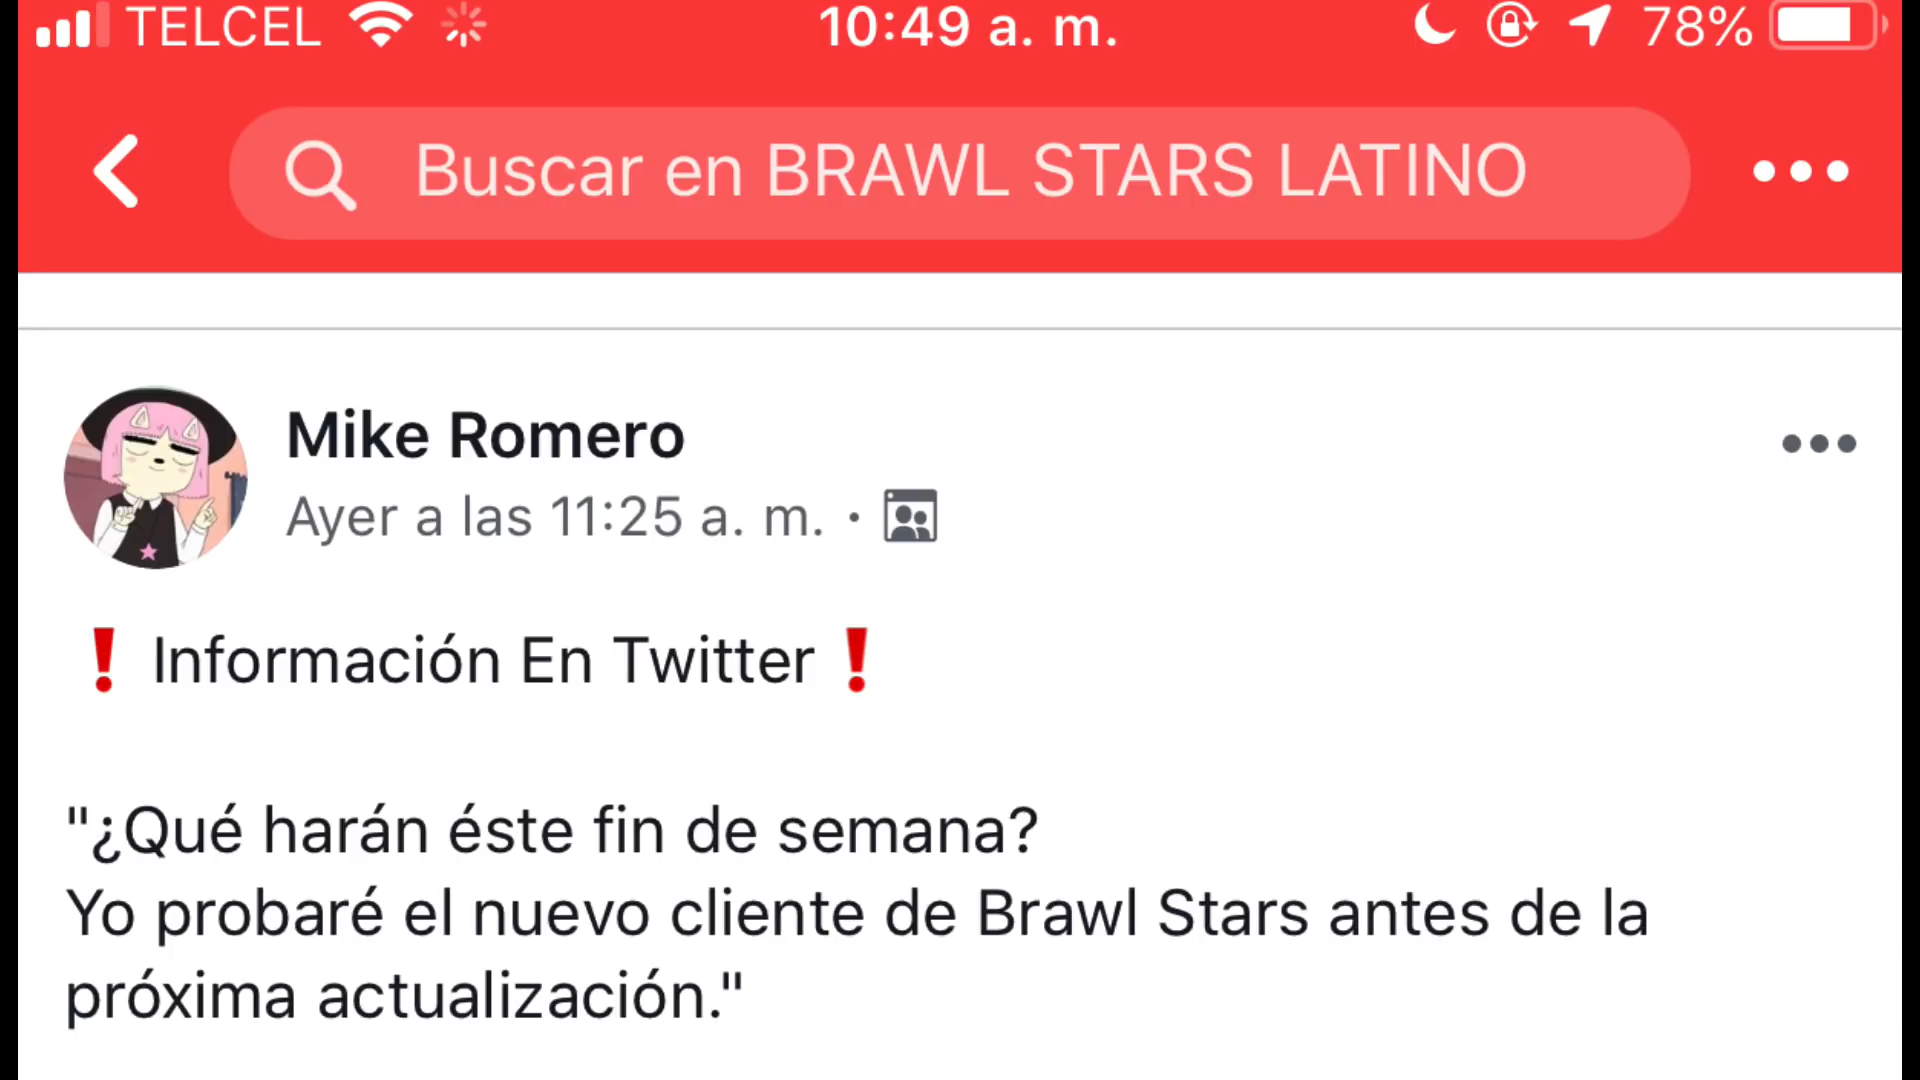 TELCEL 10:49 a. m. 78%
Buscar en BRAWL STARS LATINO
Mike Romero
Ayer a las 11:25 a. m. ·
❗ Información En Twitter ❗
"¿Qué harán éste fin de semana?
Yo probaré el nuevo cliente de Brawl Stars antes de la
próxima actualización."